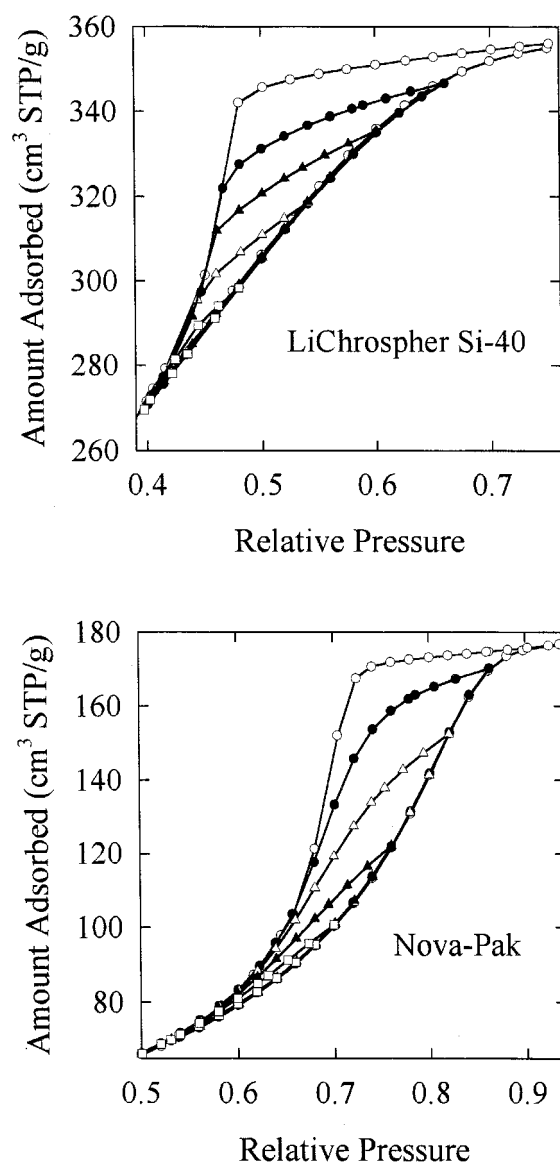 360
340
320
300
280
260
Amount Adsorbed (cm³ STP/g)
LiChrospher Si-40
0.4 0.5 0.6 0.7
Relative Pressure
180
160
140
120
100
80
Amount Adsorbed (cm³ STP/g)
Nova-Pak
0.5 0.6 0.7 0.8 0.9
Relative Pressure